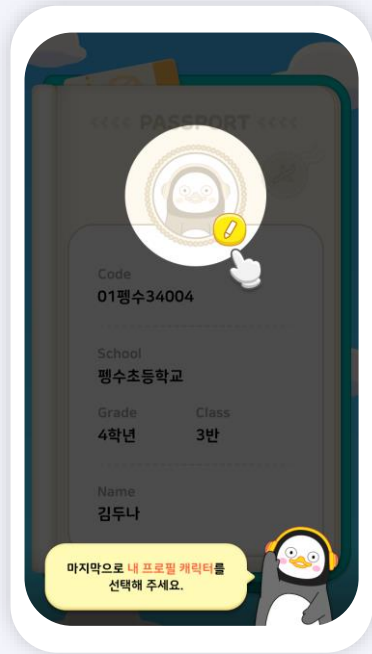 <<<< PASSPORT <<<<
Code
01펭수34004
School
펭수초등학교
Grade Class
4학년 3반
Name
김두나
마지막으로 내 프로필 캐릭터를
선택해 주세요.